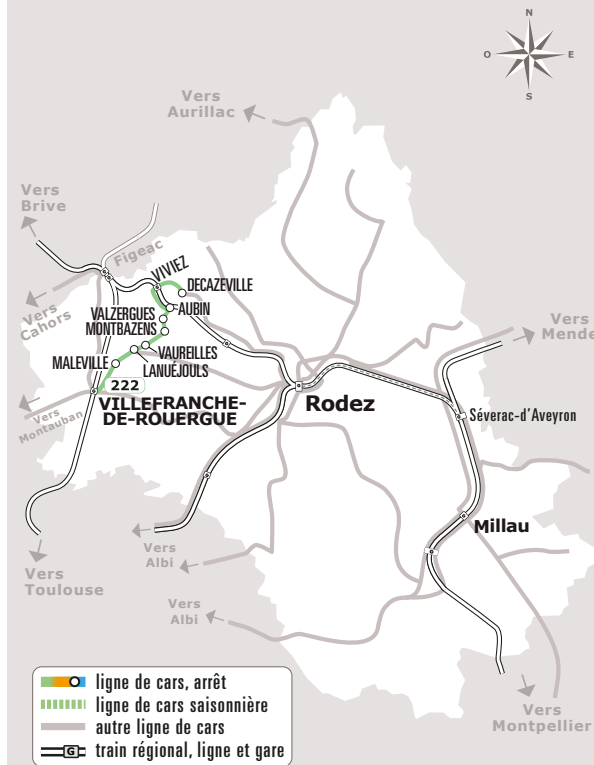 N
O
E
S
Vers
Aurillac
Vers
Brive
Figeac
VIVIEZ
DECAZEVILLE
Vers
Cahors
AUBIN
VALZERGUES
MONTBAZENS
Vers
Mende
VAUREILLES
MALEVILLE
LANUÉJOULS
222
VILLEFRANCHE-
DE-ROUERGUE
Rodez
Vers
Montauban
Séverac-d'Aveyron
Millau
Vers
Albi
Vers
Toulouse
Vers
Albi
Vers
Montpellier
ligne de cars, arrêt
ligne de cars saisonnière
autre ligne de cars
G
train régional, ligne et gare